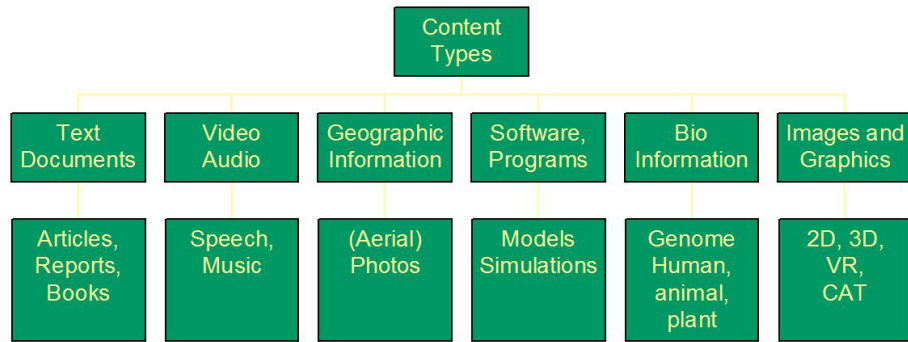 Content
Types
Text
Documents
Video
Audio
Geographic
Information
Software,
Programs
Bio
Information
Images and
Graphics
Articles,
Reports,
Books
Speech,
Music
(Aerial)
Photos
Models
Simulations
Genome
Human,
animal,
plant
2D, 3D,
VR,
CAT